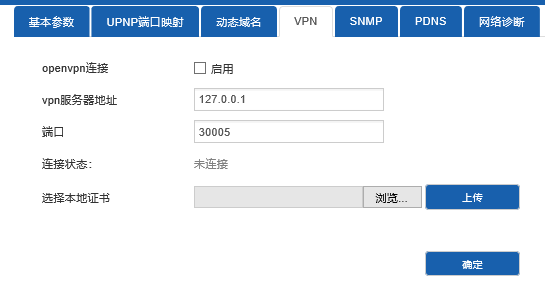 基本参数 UPNP端口映射 动态域名 VPN SNMP PDNS 网络诊断
openvpn连接 启用
vpn服务器地址 127.0.0.1
端口 30005
连接状态: 未连接
选择本地证书 浏览... 上传
确定